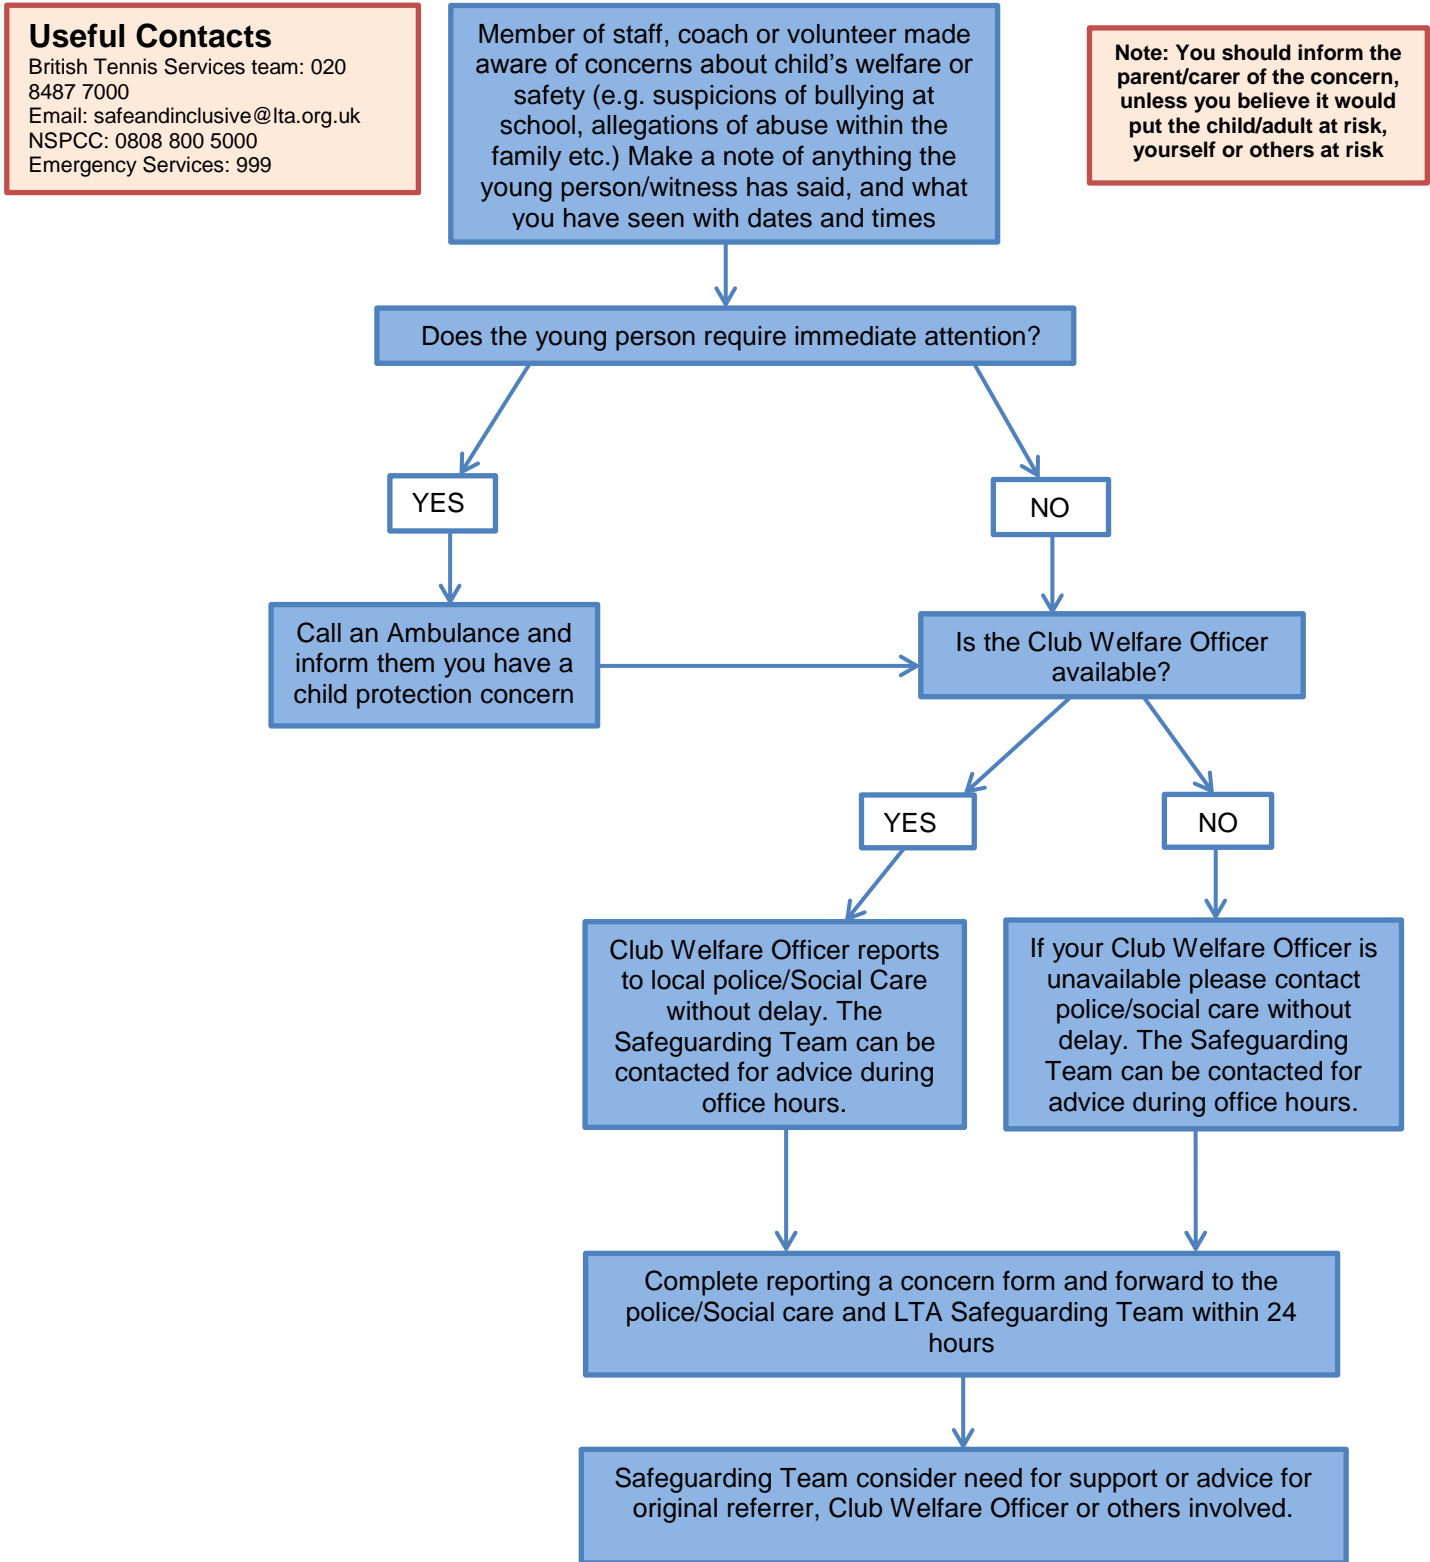 Useful Contacts
British Tennis Services team: 020
8487 7000
Email: safeandinclusive@lta.org.uk
NSPCC: 0808 800 5000
Emergency Services: 999
Member of staff, coach or volunteer made
aware of concerns about child's welfare or
safety (e.g. suspicions of bullying at
school, allegations of abuse within the
family etc.) Make a note of anything the
young person/witness has said, and what
you have seen with dates and times
Note: You should inform the
parent/carer of the concern,
unless you believe it would
put the child/adult at risk,
yourself or others at risk
Does the young person require immediate attention?
YES
NO
Call an Ambulance and
inform them you have a
child protection concern
Is the Club Welfare Officer
available?
YES
NO
Club Welfare Officer reports
to local police/Social Care
without delay. The
Safeguarding Team can be
contacted for advice during
office hours.
If your Club Welfare Officer is
unavailable please contact
police/social care without
delay. The Safeguarding
Team can be contacted for
advice during office hours.
Complete reporting a concern form and forward to the
police/Social care and LTA Safeguarding Team within 24
hours
Safeguarding Team consider need for support or advice for
original referrer, Club Welfare Officer or others involved.